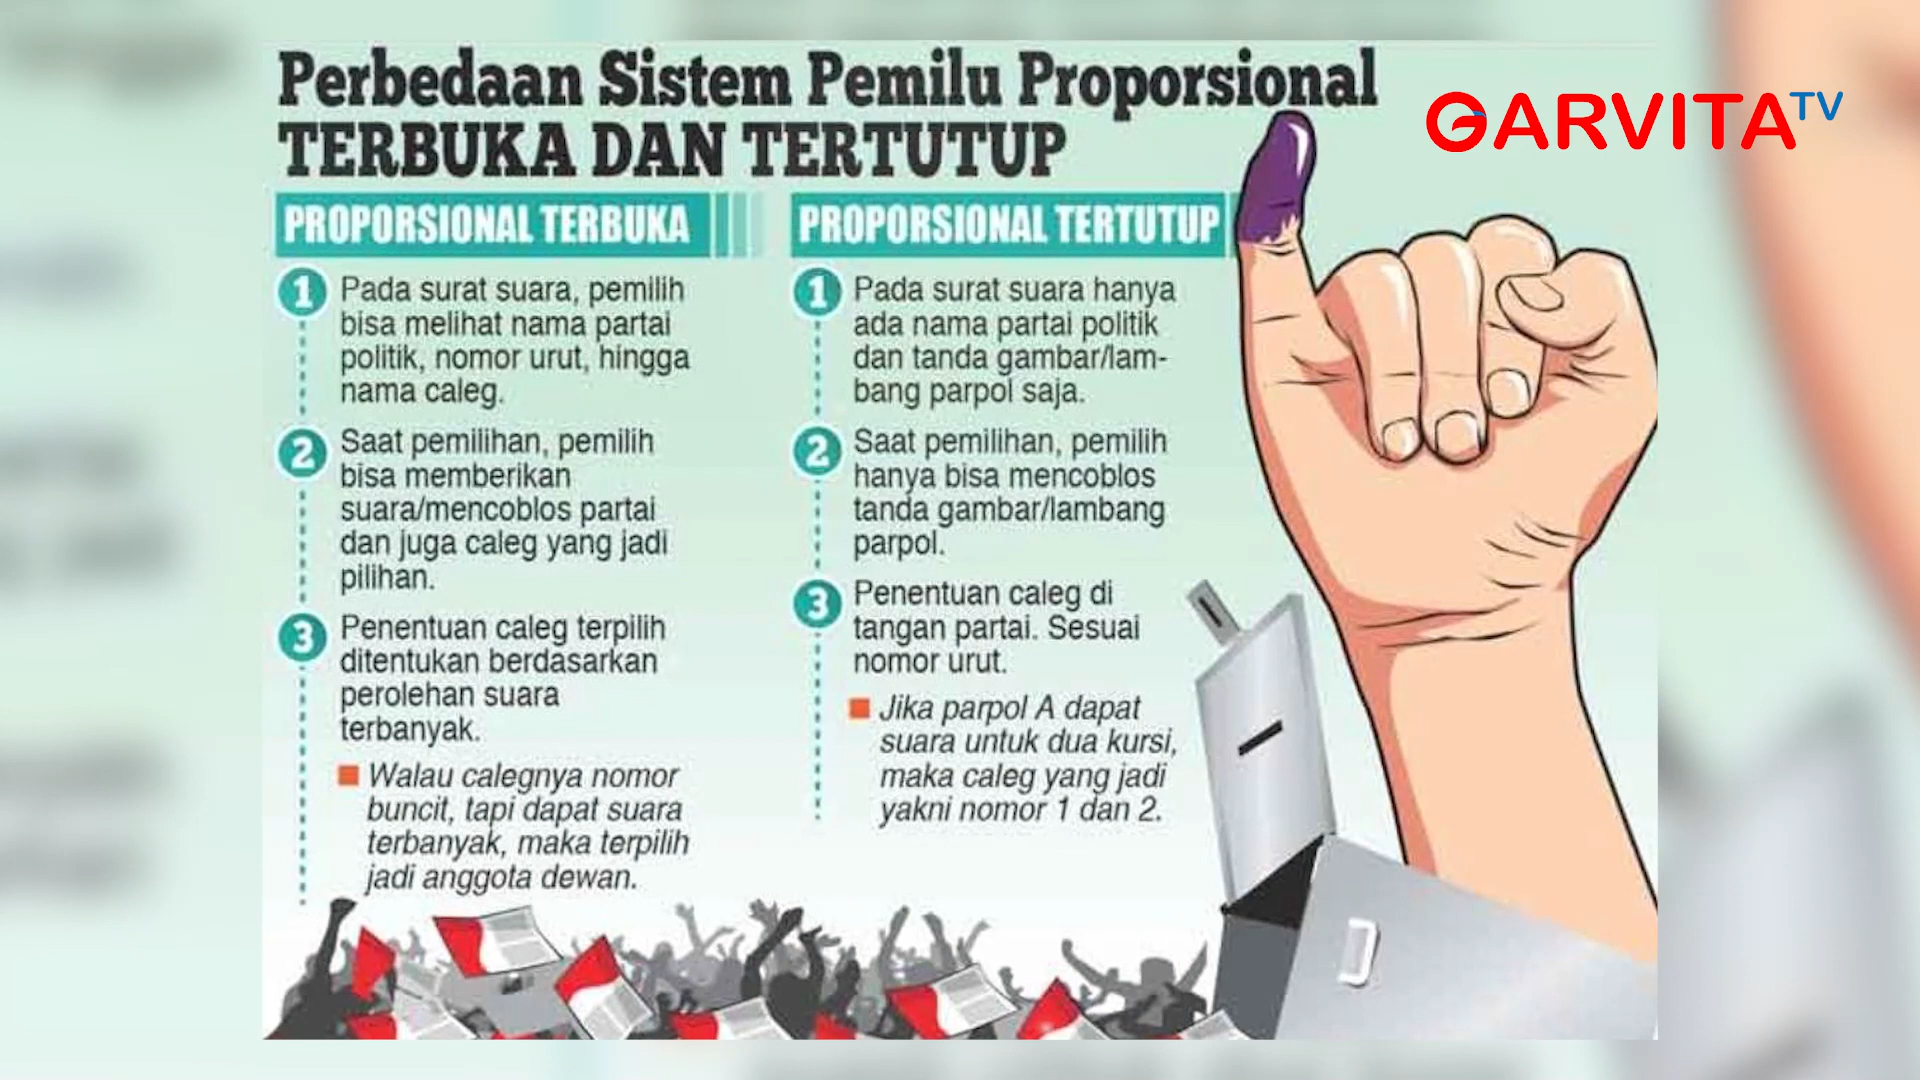 Perbedaan Sistem Pemilu Proporsional
TERBUKA DAN TERTUTUP
GARVITATV
PROPORSIONAL TERBUKA
1 Pada surat suara, pemilih
bisa melihat nama partai
politik, nomor urut, hingga
nama caleg.
2 Saat pemilihan, pemilih
bisa memberikan
suara/mencoblos partai
dan juga caleg yang jadi
pilihan.
3 Penentuan caleg terpilih
ditentukan berdasarkan
perolehan suara
terbanyak.
Walau calegnya nomor
buncit, tapi dapat suara
terbanyak, maka terpilih
jadi anggota dewan.
PROPORSIONAL TERTUTUP
1 Pada surat suara hanya
ada nama partai politik
dan tanda gambar/lam-
bang parpol saja.
2 Saat pemilihan, pemilih
hanya bisa mencoblos
tanda gambar/lambang
parpol.
3 Penentuan caleg di
tangan partai. Sesuai
nomor urut.
Jika parpol A dapat
suara untuk dua kursi,
maka caleg yang jadi
yakni nomor 1 dan 2.